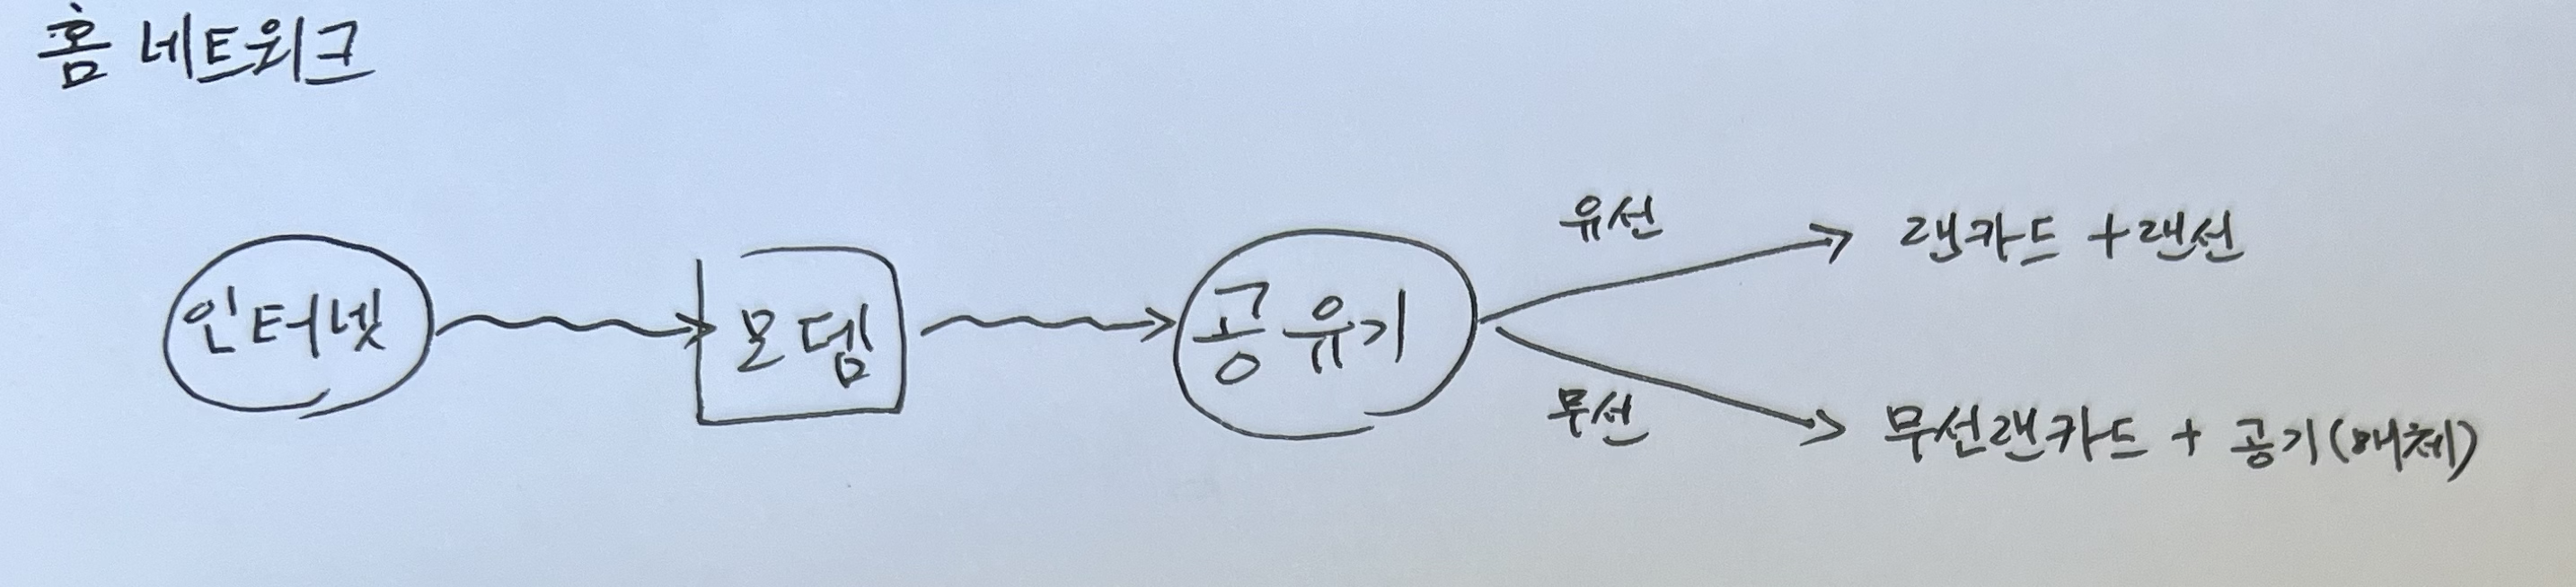 홈 네트워크
인터넷
모뎀
공유기
유선
랜카드 + 랜선
무선
무선랜카드 + 공기(매체)